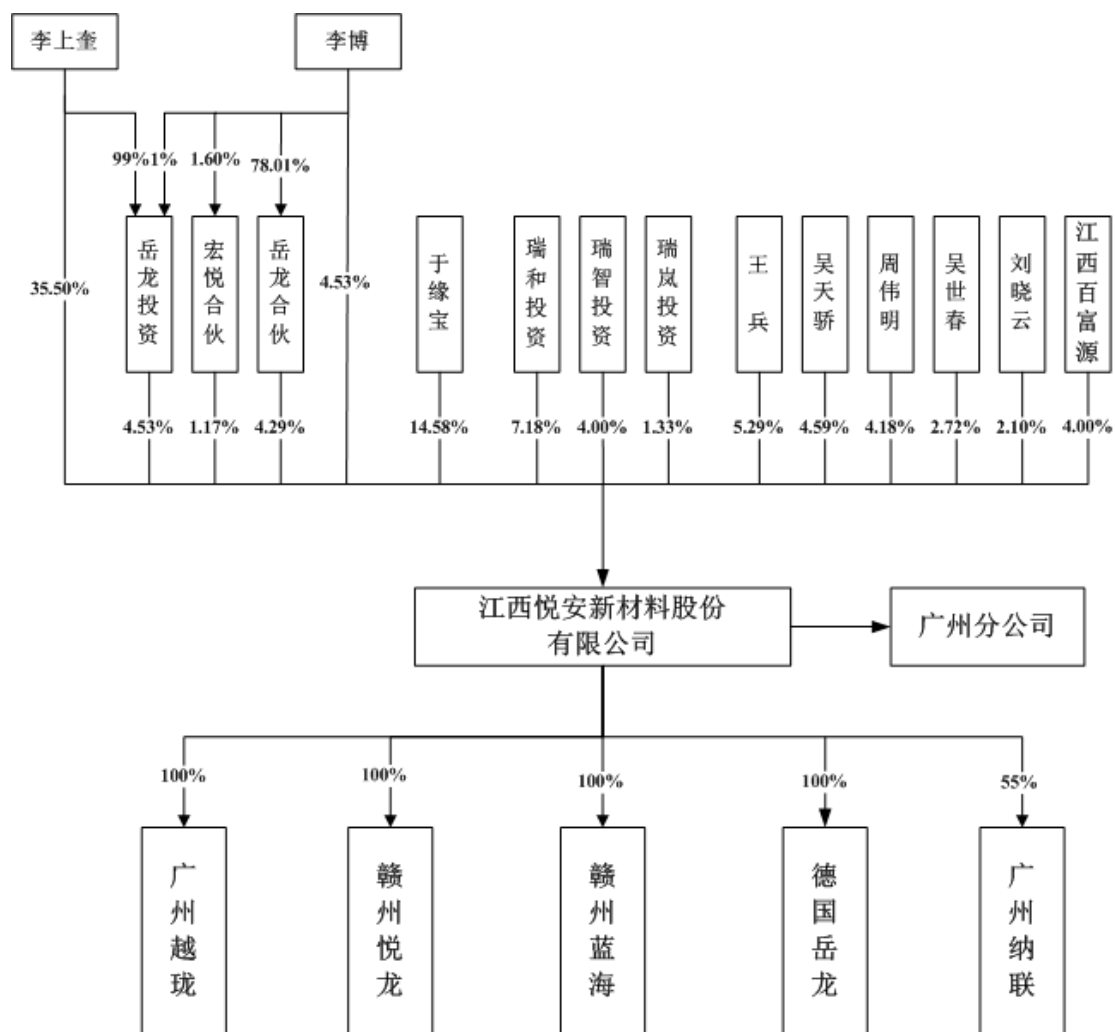 李上奎
李博
99%
1%
1.60%
78.01%
岳龙投资
宏悦合伙
岳龙合伙
于缘宝
瑞和投资
瑞智投资
瑞岚投资
王兵
吴天骄
周伟明
吴世春
刘晓云
江西百富源
35.50%
4.53%
4.53%
1.17%
4.29%
14.58%
7.18%
4.00%
1.33%
5.29%
4.59%
4.18%
2.72%
2.10%
4.00%
江西悦安新材料股份
有限公司
广州分公司
100%
100%
100%
100%
55%
广州越珑
赣州悦龙
赣州蓝海
德国岳龙
广州纳联